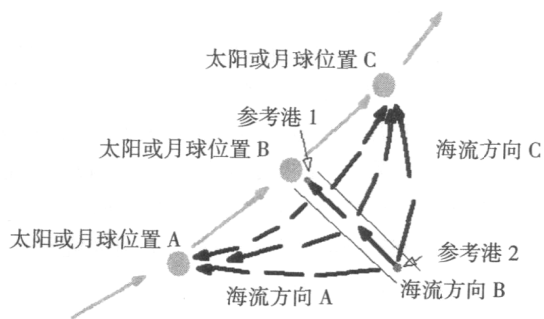 太阳或月球位置 C
参考港 1
太阳或月球位置 B
海流方向 C
太阳或月球位置 A
参考港 2
海流方向 A
海流方向 B